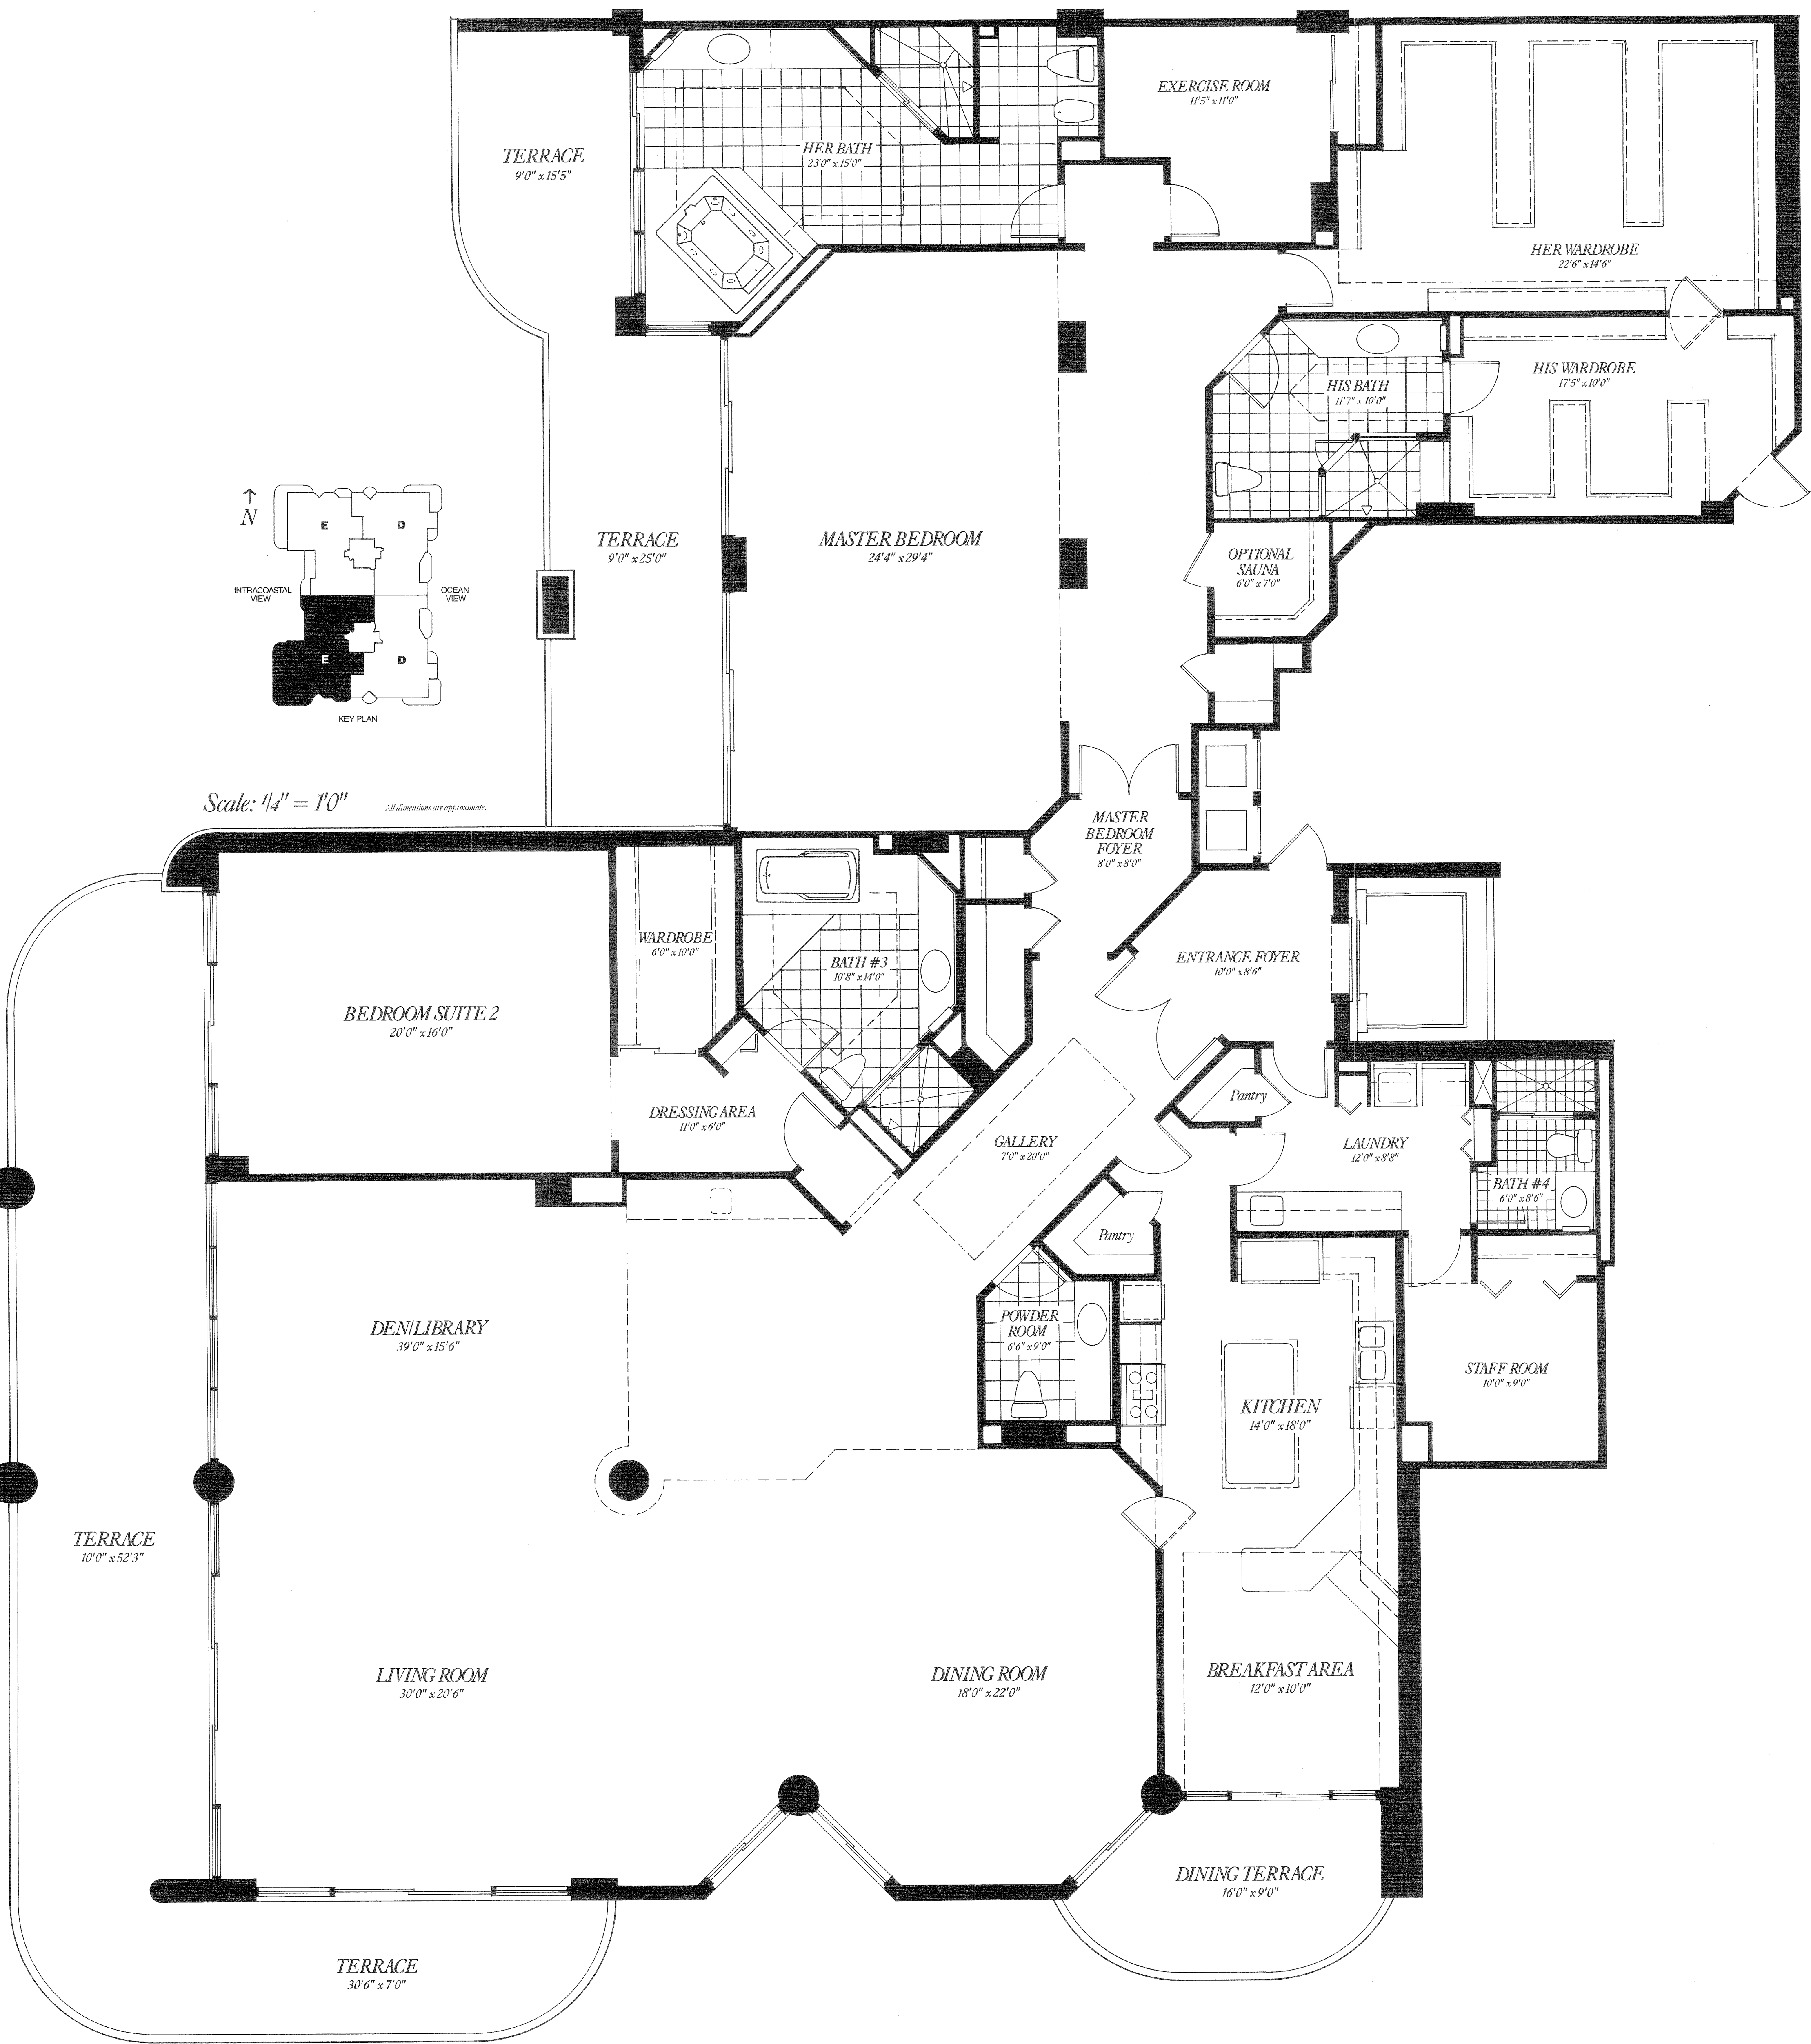 TERRACE
9'0" x 15'5"
HER BATH
23'0" x 15'0"
EXERCISE ROOM
11'5" x 11'0"
HER WARDROBE
22'6" x 14'6"
HIS BATH
11'7" x 10'0"
HIS WARDROBE
17'5" x 10'0"
TERRACE
9'0" x 25'0"
MASTER BEDROOM
24'4" x 29'4"
OPTIONAL
SAUNA
6'0" x 7'0"
N
E
D
INTRACOASTAL
VIEW
OCEAN
VIEW
E
D
KEY PLAN
Scale: 1/4" = 1'0"
All dimensions are approximate.
MASTER
BEDROOM
FOYER
8'0" x 8'0"
WARDROBE
6'0" x 10'0"
BATH #3
10'8" x 14'0"
ENTRANCE FOYER
10'0" x 8'6"
BEDROOM SUITE 2
20'0" x 16'0"
DRESSING AREA
11'0" x 6'0"
GALLERY
7'0" x 20'0"
Pantry
LAUNDRY
12'0" x 8'8"
BATH #4
6'0" x 8'6"
Pantry
DEN/LIBRARY
39'0" x 15'6"
POWDER
ROOM
6'6" x 9'0"
STAFF ROOM
10'0" x 9'0"
KITCHEN
14'0" x 18'0"
TERRACE
10'0" x 52'3"
LIVING ROOM
30'0" x 20'6"
DINING ROOM
18'0" x 22'0"
BREAKFAST AREA
12'0" x 10'0"
DINING TERRACE
16'0" x 9'0"
TERRACE
30'6" x 7'0"